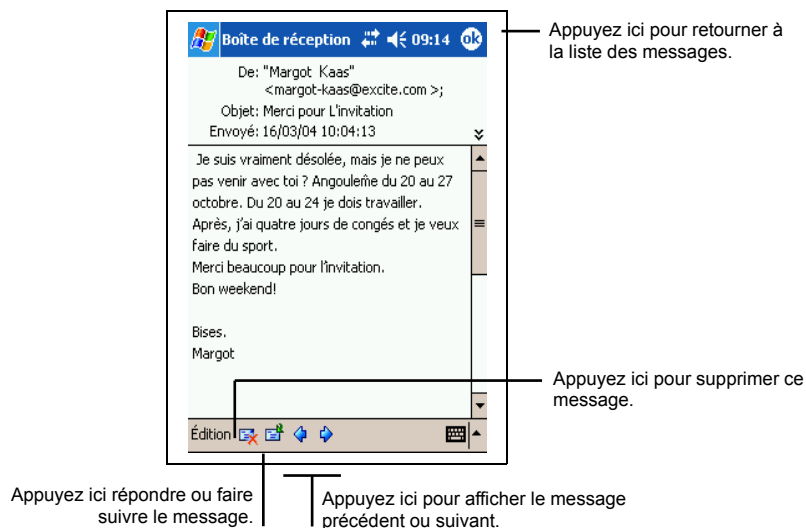 Boîte de réception 09:14 ok
De: "Margot Kaas"
<margot-kaas@excite.com >;
Objet: Merci pour L'invitation
Envoyé: 16/03/04 10:04:13
Je suis vraiment désolée, mais je ne peux
pas venir avec toi ? Angoulem̂e du 20 au 27
octobre. Du 20 au 24 je dois travailler.
Après, j'ai quatre jours de congés et je veux
faire du sport.
Merci beaucoup pour l'invitation.
Bon weekend!
Bises.
Margot
Édition
Appuyez ici pour retourner à
la liste des messages.
Appuyez ici pour supprimer ce
message.
Appuyez ici répondre ou faire
suivre le message.
Appuyez ici pour afficher le message
précédent ou suivant.